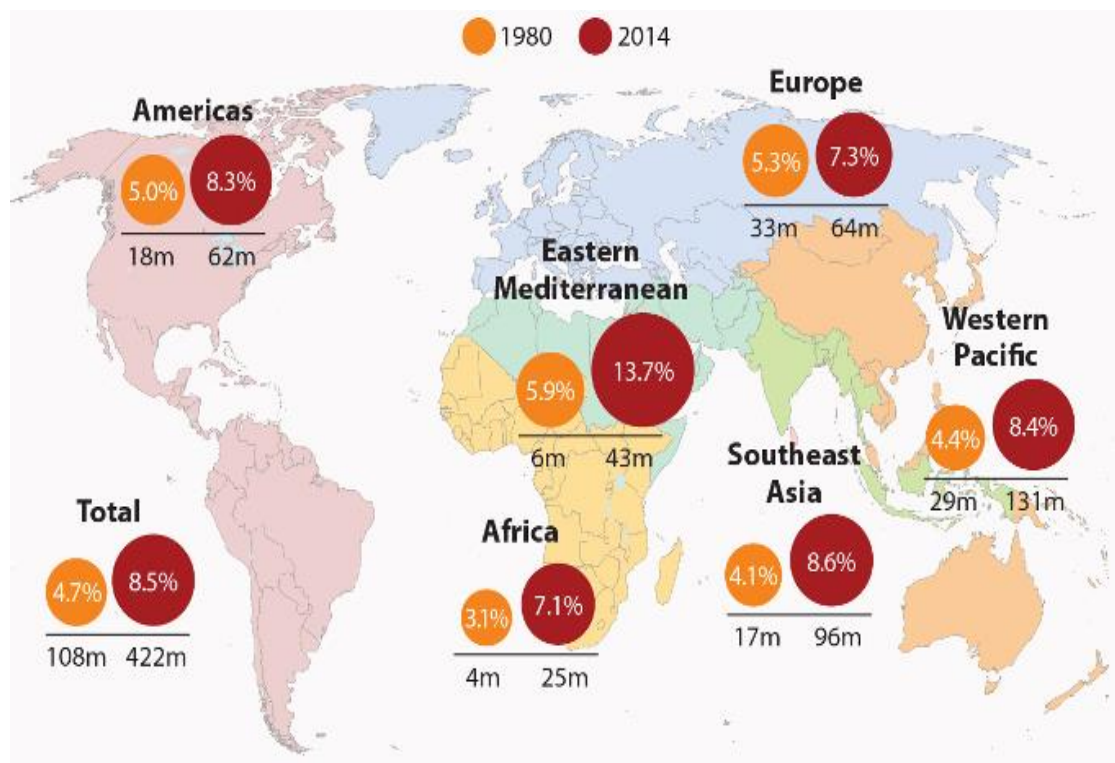 1980 2014
Americas
5.0% 8.3%
18m 62m
Europe
5.3% 7.3%
33m 64m
Eastern
Mediterranean
5.9% 13.7%
6m 43m
Western
Pacific
4.4% 8.4%
29m 131m
Southeast
Asia
4.1% 8.6%
17m 96m
Africa
3.1% 7.1%
4m 25m
Total
4.7% 8.5%
108m 422m